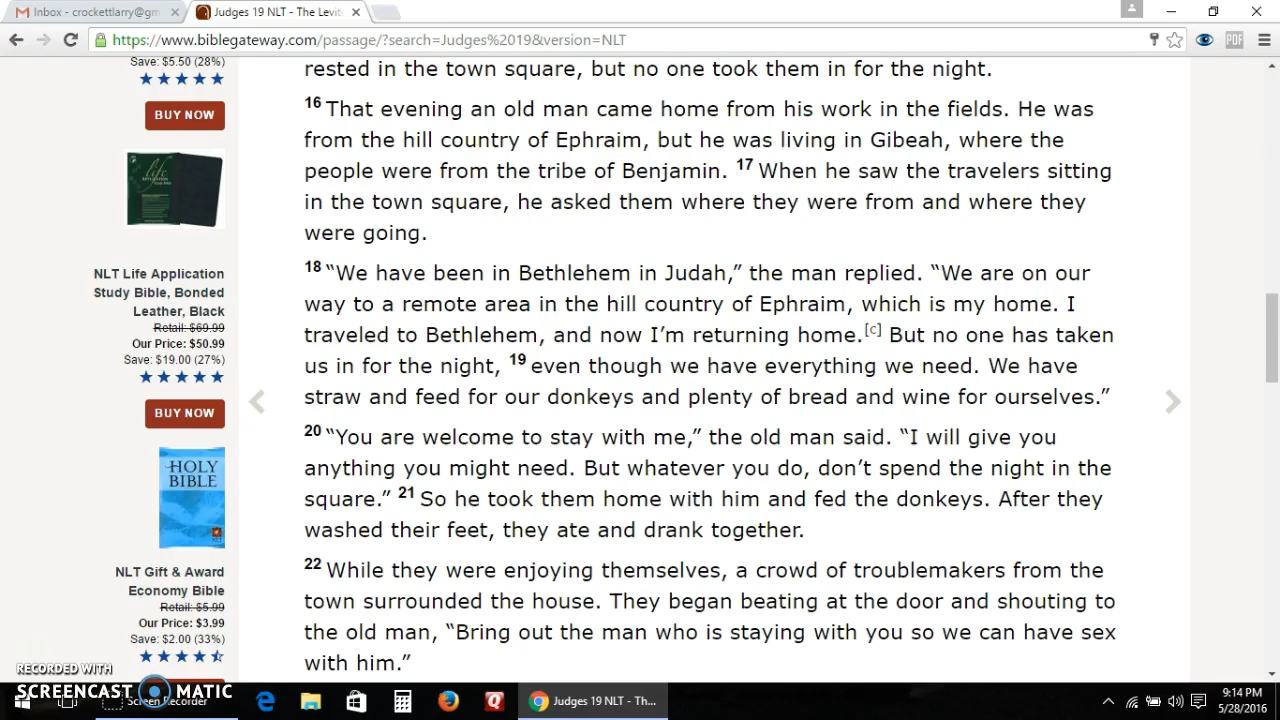 Inbox - crockettlarry@gm
Judges 19 NLT - The Levit
https://www.biblegateway.com/passage/?search=Judges%2019&version=NLT
PDF
Save: $5.50 (28%)
BUY NOW
NLT Life Application
Study Bible, Bonded
Leather, Black
Retail: $69.99
Our Price: $50.99
Save: $19.00 (27%)
BUY NOW
HOLY
BIBLE
NLT Gift & Award
Economy Bible
Retail: $5.99
Our Price: $3.99
Save: $2.00 (33%)
rested in the town square, but no one took them in for the night.
16 That evening an old man came home from his work in the fields. He was
from the hill country of Ephraim, but he was living in Gibeah, where the
people were from the tribe of Benjamin. 17 When he saw the travelers sitting
in the town square, he asked them where they were from and where they
were going.
18 “We have been in Bethlehem in Judah,” the man replied. “We are on our
way to a remote area in the hill country of Ephraim, which is my home. I
traveled to Bethlehem, and now I’m returning home.[c] But no one has taken
us in for the night, 19 even though we have everything we need. We have
straw and feed for our donkeys and plenty of bread and wine for ourselves.”
20 “You are welcome to stay with me,” the old man said. “I will give you
anything you might need. But whatever you do, don’t spend the night in the
square.” 21 So he took them home with him and fed the donkeys. After they
washed their feet, they ate and drank together.
22 While they were enjoying themselves, a crowd of troublemakers from the
town surrounded the house. They began beating at the door and shouting to
the old man, “Bring out the man who is staying with you so we can have sex
with him.”
RECORDED WITH
SCREENCAST MATIC
Screen Recorder
Judges 19 NLT - Th...
9:14 PM
5/28/2016